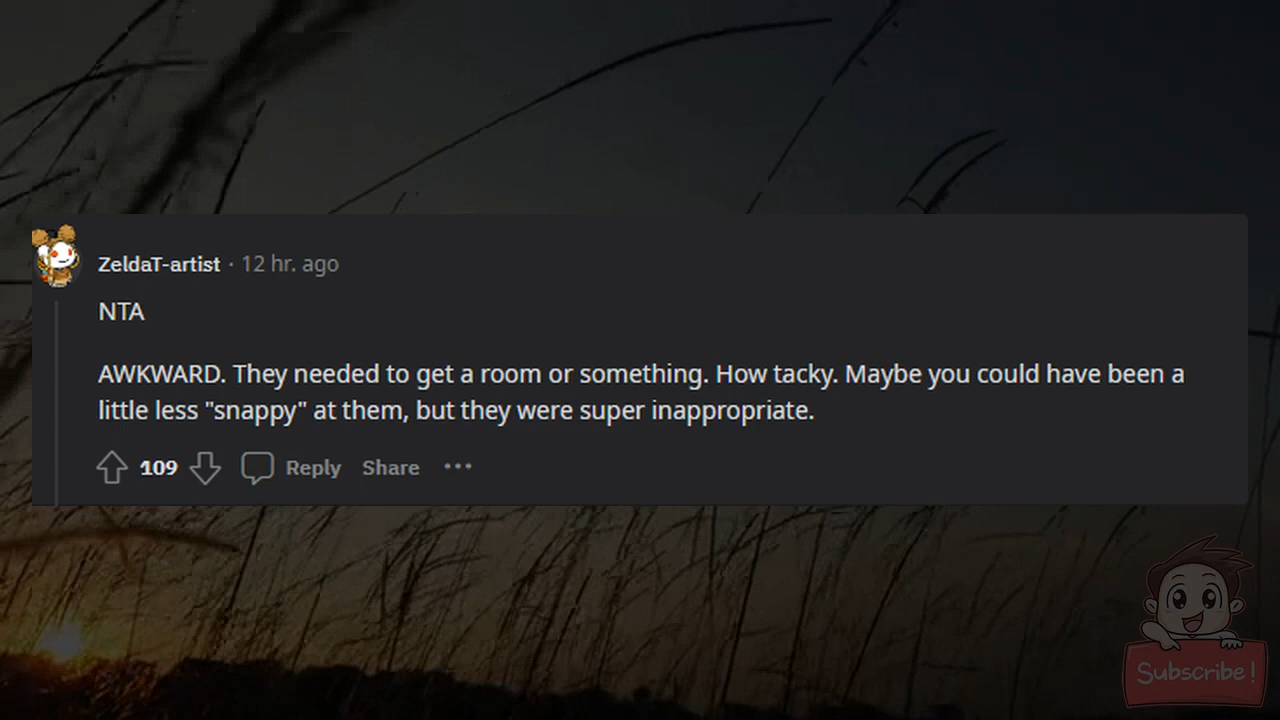 ZeldaT-artist · 12 hr. ago
NTA
AWKWARD. They needed to get a room or something. How tacky. Maybe you could have been a
little less "snappy" at them, but they were super inappropriate.
109 Reply Share ···
Subscribe!